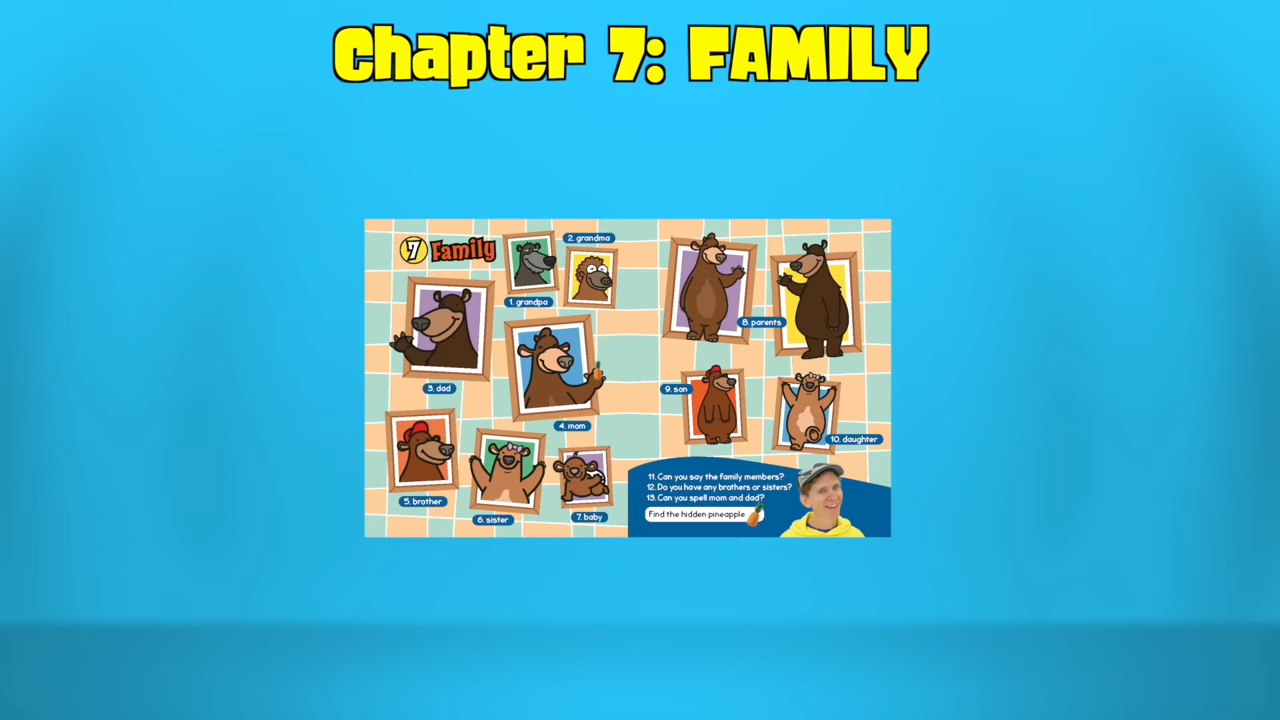 Chapter 7: FAMILY
7 Family
1. grandpa
2. grandma
3. dad
4. mom
5. brother
6. sister
7. baby
8. parents
9. son
10. daughter
11. Can you say the family members?
12. Do you have any brothers or sisters?
13. Can you spell mom and dad?
Find the hidden pineapple.